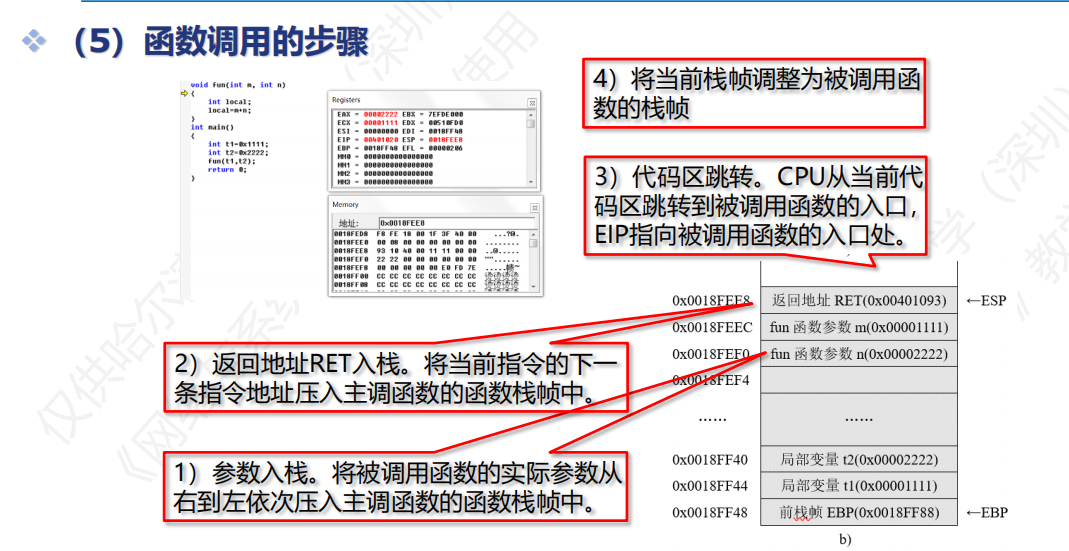 （5）函数调用的步骤
void fun(int m, int n)
{
int local;
local=m+n;
}
int main()
{
int t1=0x1111;
int t2=0x2222;
fun(t1,t2);
return 0;
}
Registers
EAX = 00002222 EBX = 7EFDE000
ECX = 00001111 EDX = 00510FD0
ESI = 00000000 EDI = 0018FF48
EIP = 00401020 ESP = 0018FEE8
EBP = 0018FF48 EFL = 00000206
MM0 = 0000000000000000
MM1 = 0000000000000000
MM2 = 0000000000000000
MM3 = 0000000000000000
Memory
地址: 0x0018FEE8
0018FED8 F8 FE 18 00 1F 3F 40 00 ...?@.
0018FEE0 00 08 00 00 00 00 00 00 ........
0018FEE8 93 10 40 00 11 11 00 00 ..@.....
0018FEF0 22 22 00 00 00 00 00 00 ""......
0018FEF8 00 00 00 00 00 E0 FD 7E
0018FF00 CC CC CC CC CC CC CC CC 烫烫烫烫
0018FF08 CC CC CC CC CC CC CC CC 烫烫烫烫
4）将当前栈帧调整为被调用函
数的栈帧
3）代码区跳转。CPU从当前代
码区跳转到被调用函数的入口，
EIP指向被调用函数的入口处。
2）返回地址RET入栈。将当前指令的下一
条指令地址压入主调函数的函数栈帧中。
1）参数入栈。将被调用函数的实际参数从
右到左依次压入主调函数的函数栈帧中。
0x0018FEE8 返回地址 RET(0x00401093) ←ESP
0x0018FEEC fun 函数参数 m(0x00001111)
0x0018FEF0 fun 函数参数 n(0x00002222)
0x0018FEF4
…… ……
0x0018FF40 局部变量 t2(0x00002222)
0x0018FF44 局部变量 t1(0x00001111)
0x0018FF48 前栈帧 EBP(0x0018FF88) ←EBP
b)